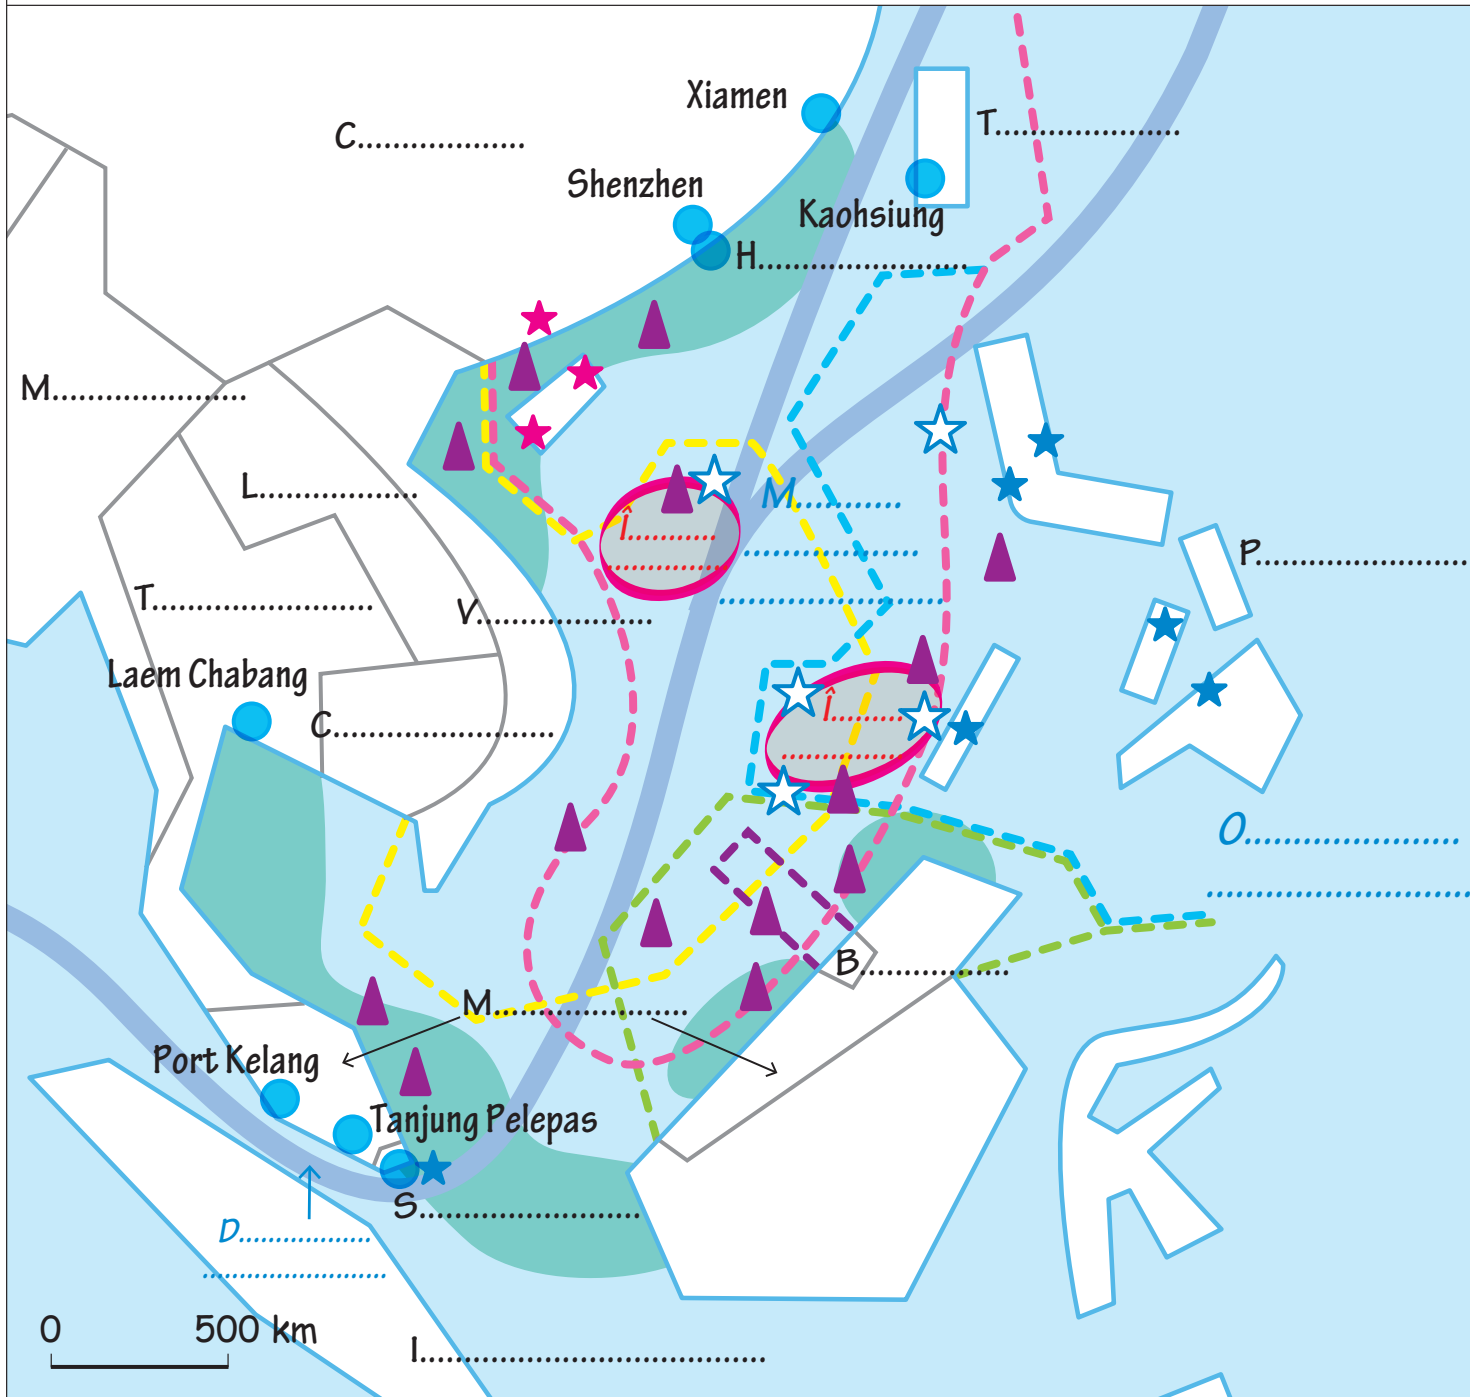 Xiamen
C...................
T.....................
Shenzhen
Kaohsiung
H.....................
M......................
L..................
M............
Î..........
....................
P........................
..............
T.........................
V....................
..........................
Laem Chabang
Î........
C.........................
..............
O........................
.............................
B................
M......................
Port Kelang
Tanjung Pelepas
S.........................
D................
......................
0 500 km
I........................................